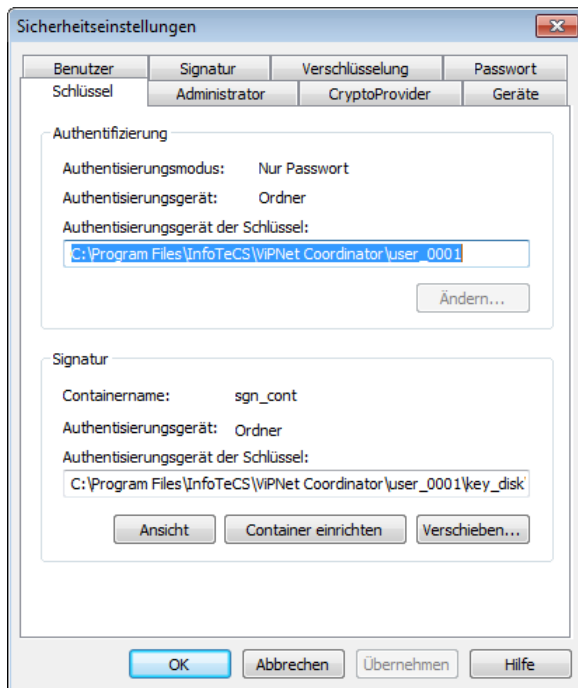 Sicherheitseinstellungen
Benutzer Signatur Verschlüsselung Passwort
Schlüssel Administrator CryptoProvider Geräte
Authentifizierung
Authentisierungsmodus: Nur Passwort
Authentisierungsgerät: Ordner
Authentisierungsgerät der Schlüssel:
C:\Program Files\InfoTeCS\ViPNet Coordinator\user_0001
Ändern...
Signatur
Containername: sgn_cont
Authentisierungsgerät: Ordner
Authentisierungsgerät der Schlüssel:
C:\Program Files\InfoTeCS\ViPNet Coordinator\user_0001\key_disk
Ansicht Container einrichten Verschieben...
OK Abbrechen Übernehmen Hilfe